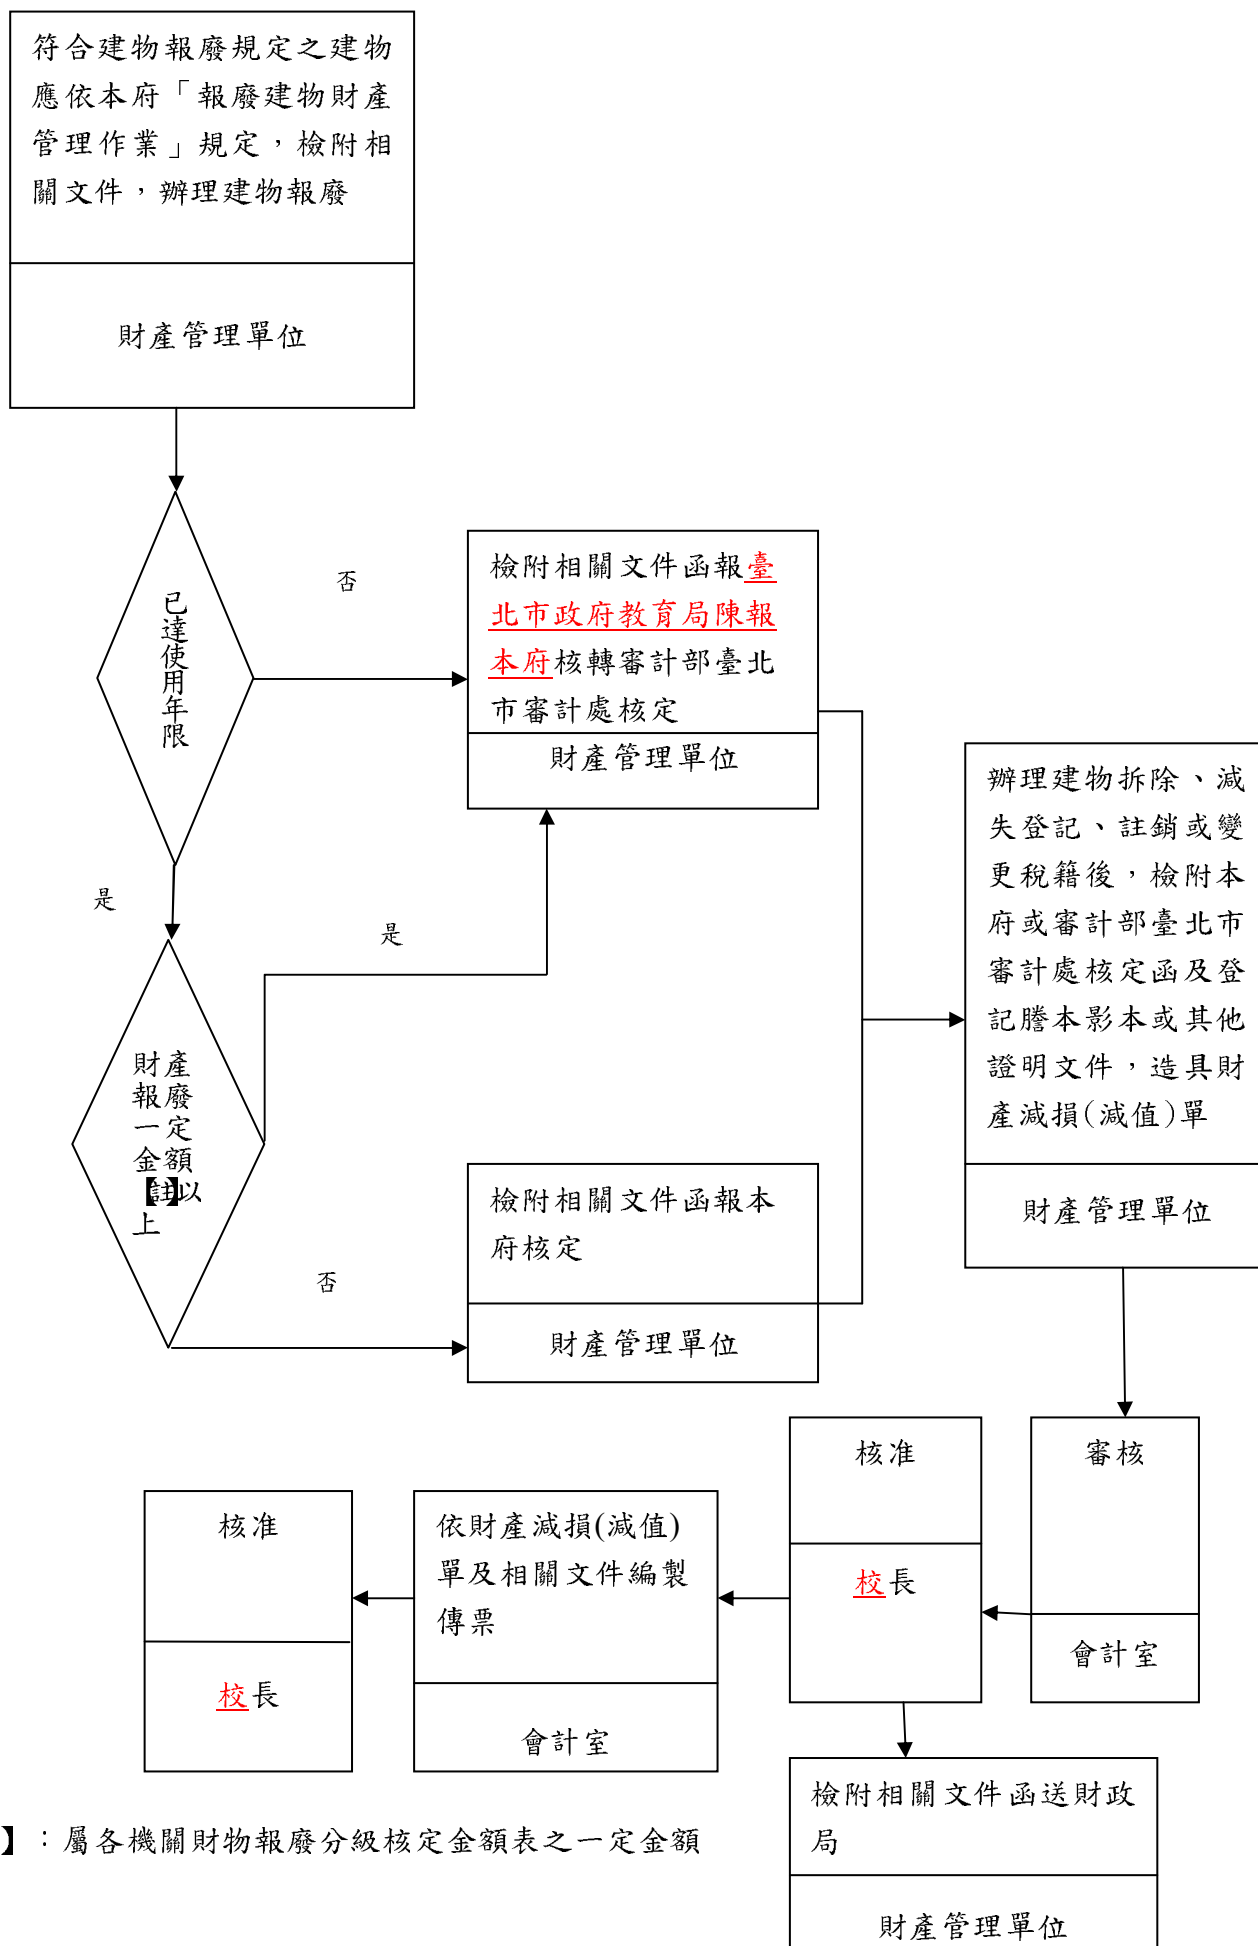 符合建物報廢規定之建物
應依本府「報廢建物財產
管理作業」規定，檢附相
關文件，辦理建物報廢
財產管理單位
已達使用年限
否
是
檢附相關文件函報臺
北市政府教育局陳報
本府核轉審計部臺北
市審計處核定
財產管理單位
是
財產
報廢
一定
金額
【註】以
上
否
檢附相關文件函報本
府核定
財產管理單位
辦理建物拆除、減
失登記、註銷或變
更稅籍後，檢附本
府或審計部臺北市
審計處核定函及登
記謄本影本或其他
證明文件，造具財
產減損(減值)單
財產管理單位
審核
會計室
核准
校長
依財產減損(減值)
單及相關文件編製
傳票
會計室
核准
校長
檢附相關文件函送財政
局
財產管理單位
】：屬各機關財物報廢分級核定金額表之一定金額